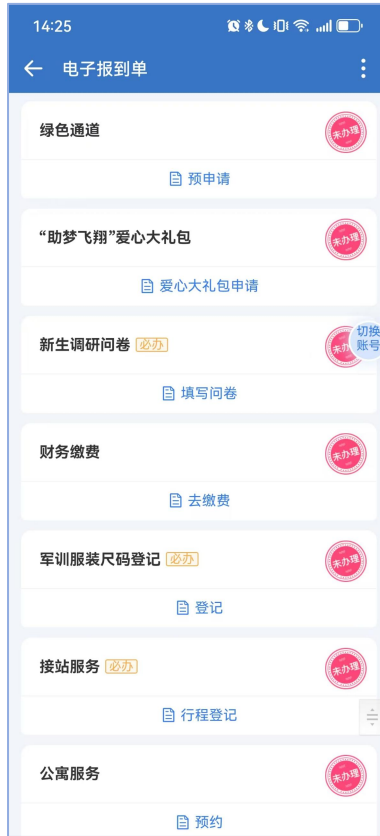 14:25
电子报到单
绿色通道
未办理
预申请
“助梦飞翔”爱心大礼包
未办理
爱心大礼包申请
新生调研问卷 必办
未办
切换
账号
填写问卷
财务缴费
未办理
去缴费
军训服装尺码登记 必办
未办理
登记
接站服务 必办
未办理
行程登记
公寓服务
未办理
预约